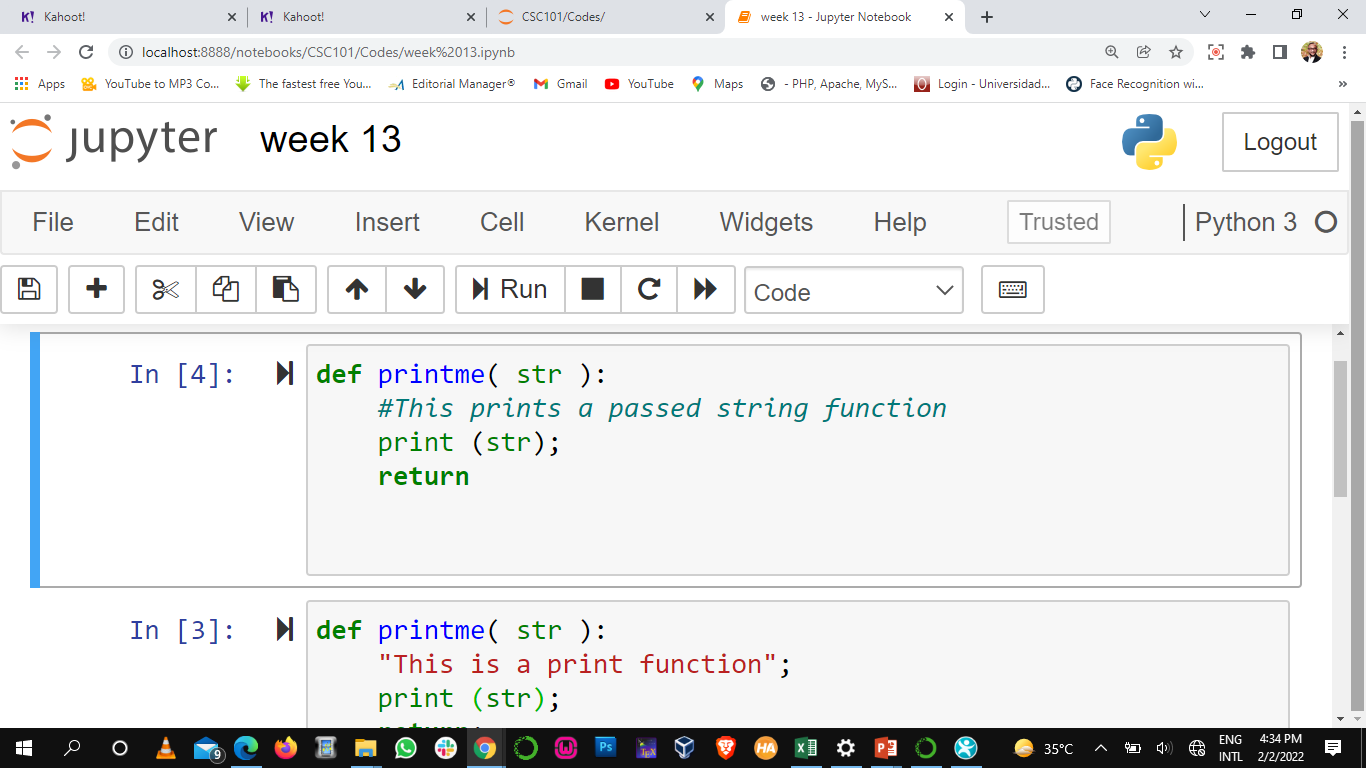 Kahoot!
Kahoot!
CSC101/Codes/
week 13 - Jupyter Notebook
localhost:8888/notebooks/CSC101/Codes/week%2013.ipynb
Apps
YouTube to MP3 Co...
The fastest free You...
Editorial Manager®
Gmail
YouTube
Maps
- PHP, Apache, MyS...
Login - Universidad...
Face Recognition wi...
»
jupyter
week 13
Logout
File
Edit
View
Insert
Cell
Kernel
Widgets
Help
Trusted
Python 3
Run
Code
In [4]:
def printme( str ):
#This prints a passed string function
print (str);
return
In [3]:
def printme( str ):
"This is a print function";
print (str);
9
Ps
HA
35°C
ENG
INTL
4:34 PM
2/2/2022